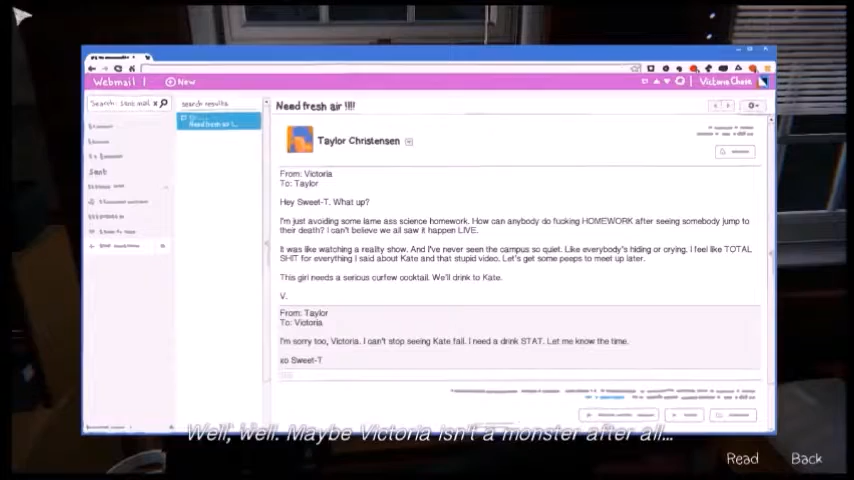 Webmail
New
Victoria Chase
Search: Sent mail x
search results
Need fresh air !!!!
Need fresh air !...
Taylor Christensen
From: Victoria
To: Taylor
Hey Sweet-T. What up?
I'm just avoiding some lame ass science homework. How can anybody do fucking HOMEWORK after seeing somebody jump to
their death? I can't believe we all saw it happen LIVE.
It was like watching a reality show. And I've never seen the campus so quiet. Like everybody's hiding or crying. I feel like TOTAL
SHIT for everything I said about Kate and that stupid video. Let's get some peeps to meet up later.
This girl needs a serious curfew cocktail. We'll drink to Kate.
V.
From: Taylor
To: Victoria
I'm sorry too, Victoria. I can't stop seeing Kate fall. I need a drink STAT. Let me know the time.
xo Sweet-T
Sent
Well, well. Maybe Victoria isn't a monster after all...
Read
Back